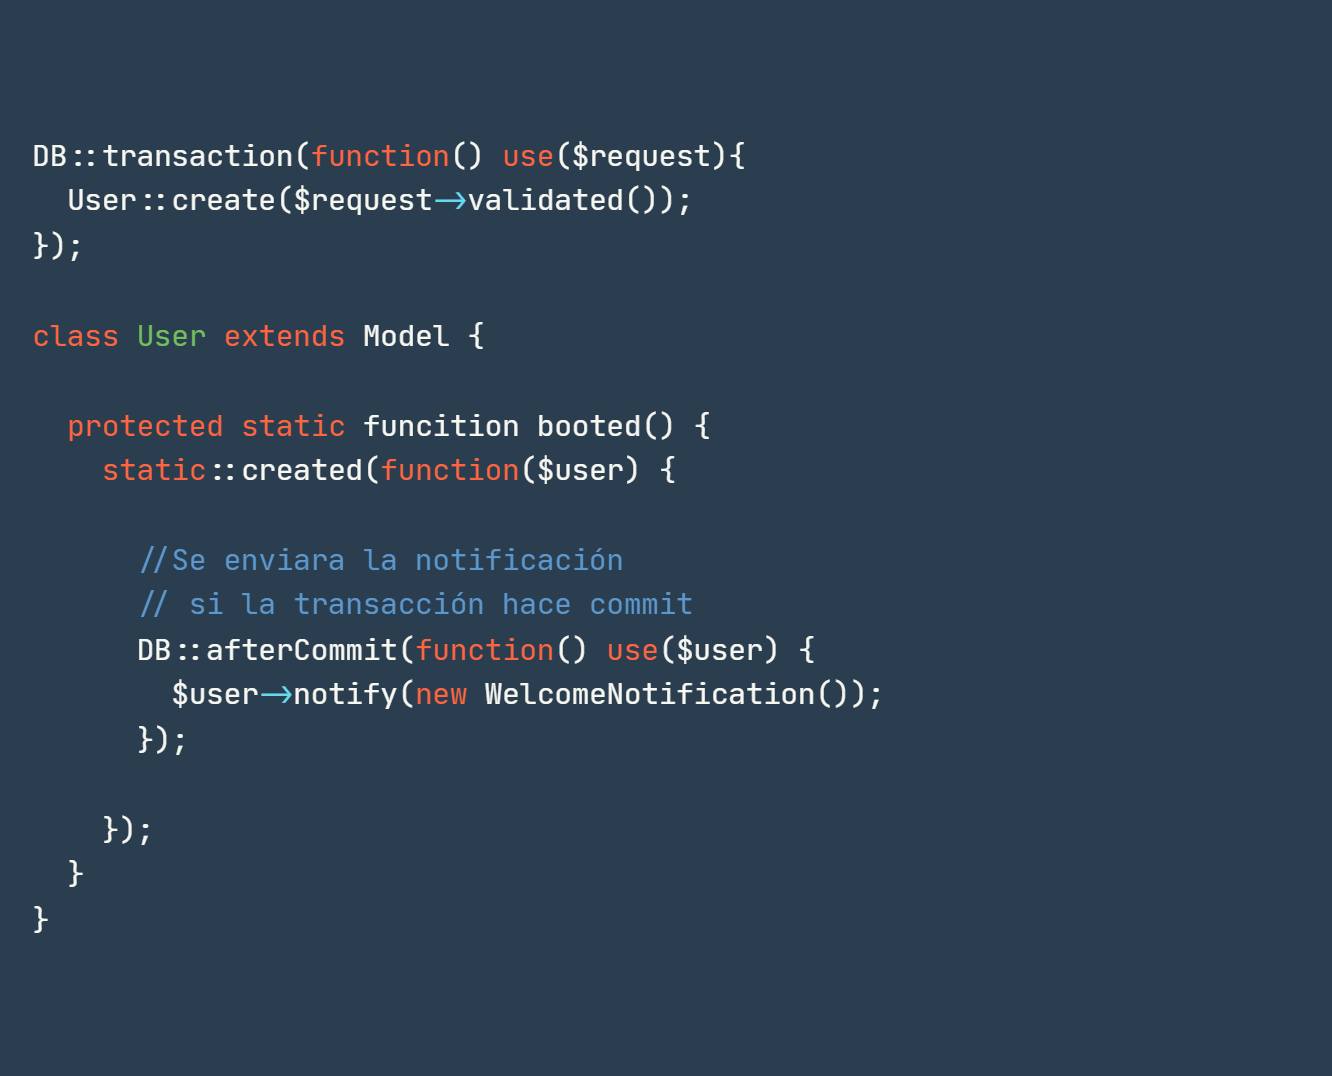 DB::transaction(function() use($request){
  User::create($request->validated());
});
class User extends Model {
  protected static funcition booted() {
    static::created(function($user) {
      //Se enviara la notificación
      // si la transacción hace commit
      DB::afterCommit(function() use($user) {
        $user->notify(new WelcomeNotification());
      });
    });
  }
}